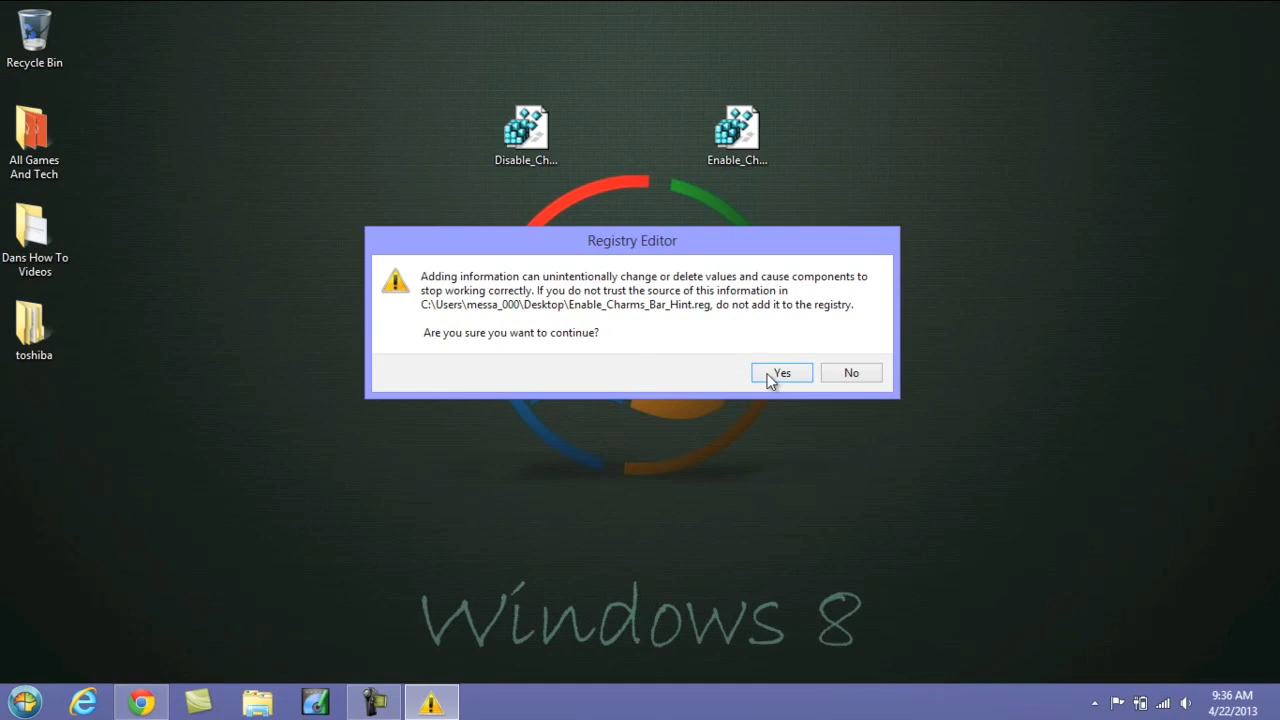 Recycle Bin
All Games
And Tech
Dans How To
Videos
toshiba
Disable_Ch...
Enable_Ch...
Registry Editor
Adding information can unintentionally change or delete values and cause components to
stop working correctly. If you do not trust the source of this information in
C:\Users\messa_000\Desktop\Enable_Charms_Bar_Hint.reg, do not add it to the registry.
Are you sure you want to continue?
Yes
No
Windows 8
9:36 AM
4/22/2013